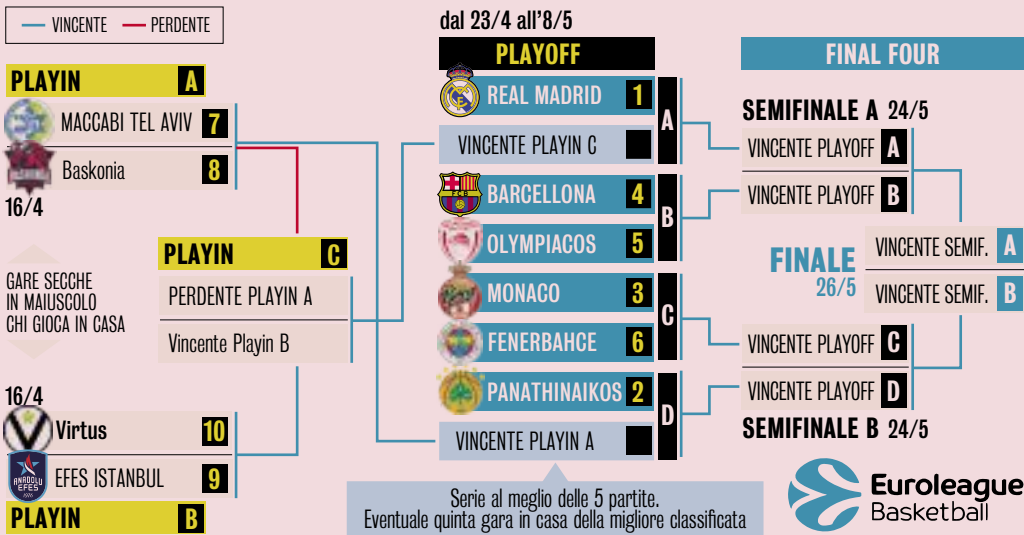 VINCENTE PERDENTE
PLAYIN A
MACCABI TEL AVIV 7
Baskonia 8
16/4
GARE SECCHE
IN MAIUSCOLO
CHI GIOCA IN CASA
PLAYIN C
PERDENTE PLAYIN A
Vincente Playin B
16/4
Virtus 10
ANADOLU
EFES
1976
EFES ISTANBUL 9
PLAYIN B
dal 23/4 all'8/5
PLAYOFF
REAL MADRID 1
VINCENTE PLAYIN C
A
FCB
BARCELLONA 4
OLYMPIACOS 5
B
MONACO 3
FENERBAHCE 6
C
PANATHINAIKOS 2
VINCENTE PLAYIN A
D
Serie al meglio delle 5 partite.
Eventuale quinta gara in casa della migliore classificata
FINAL FOUR
SEMIFINALE A 24/5
VINCENTE PLAYOFF A
VINCENTE PLAYOFF B
FINALE
26/5
VINCENTE SEMIF. A
VINCENTE SEMIF. B
VINCENTE PLAYOFF C
VINCENTE PLAYOFF D
SEMIFINALE B 24/5
Euroleague
Basketball